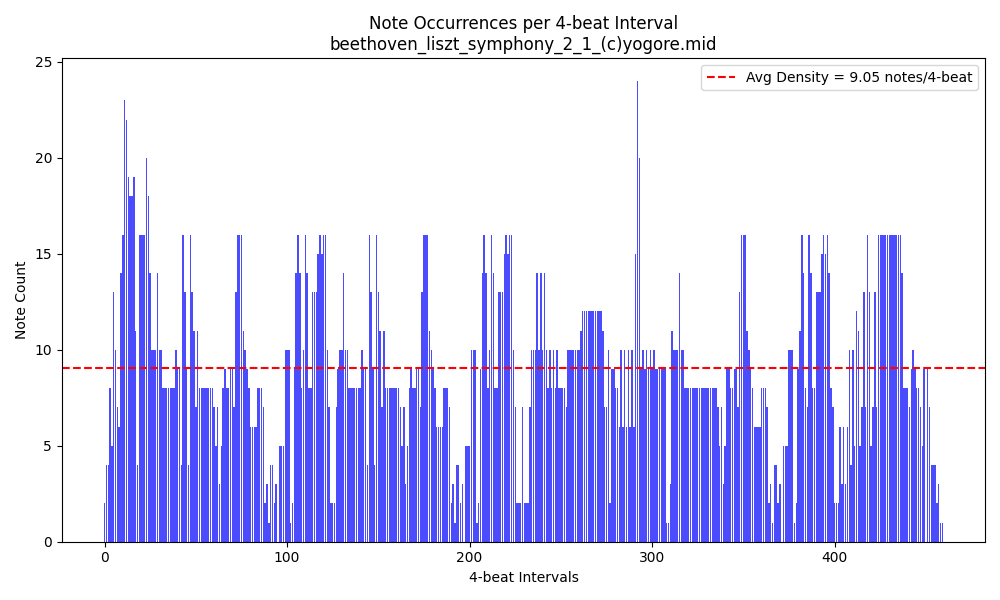 Note Occurrences per 4-beat Interval
beethoven_liszt_symphony_2_1_(c)yogore.mid
Avg Density = 9.05 notes/4-beat
25
20
15
10
5
0
Note Count
0 100 200 300 400
4-beat Intervals